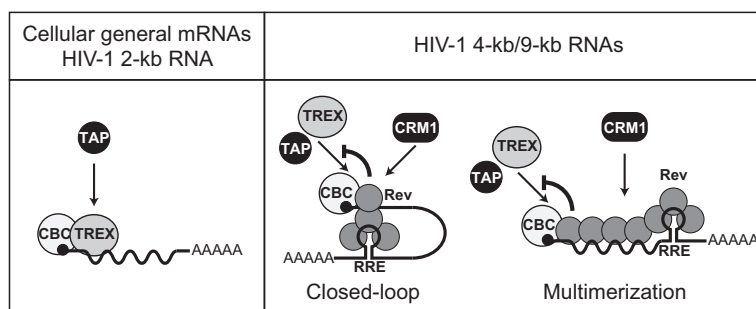 Cellular general mRNAs
HIV-1 2-kb RNA
HIV-1 4-kb/9-kb RNAs
TAP
CBC
TREX
AAAAA
TREX
TAP
CRM1
CBC
Rev
AAAAA
RRE
Closed-loop
CRM1
TREX
TAP
Rev
CBC
AAAAA
RRE
Multimerization